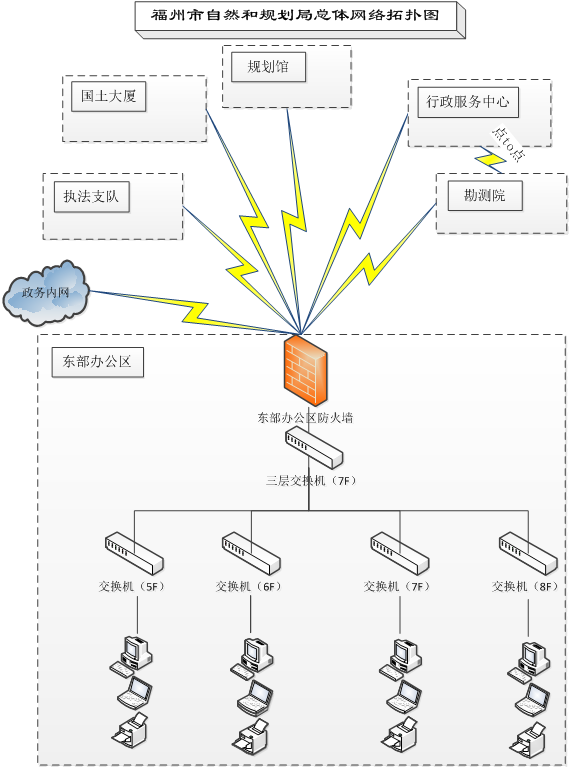 福州市自然和规划局总体网络拓扑图
规划馆
国土大厦
行政服务中心
点to点
执法支队
勘测院
政务内网
东部办公区
东部办公区防火墙
三层交换机（7F）
交换机（5F）
交换机（6F）
交换机（7F）
交换机（8F）